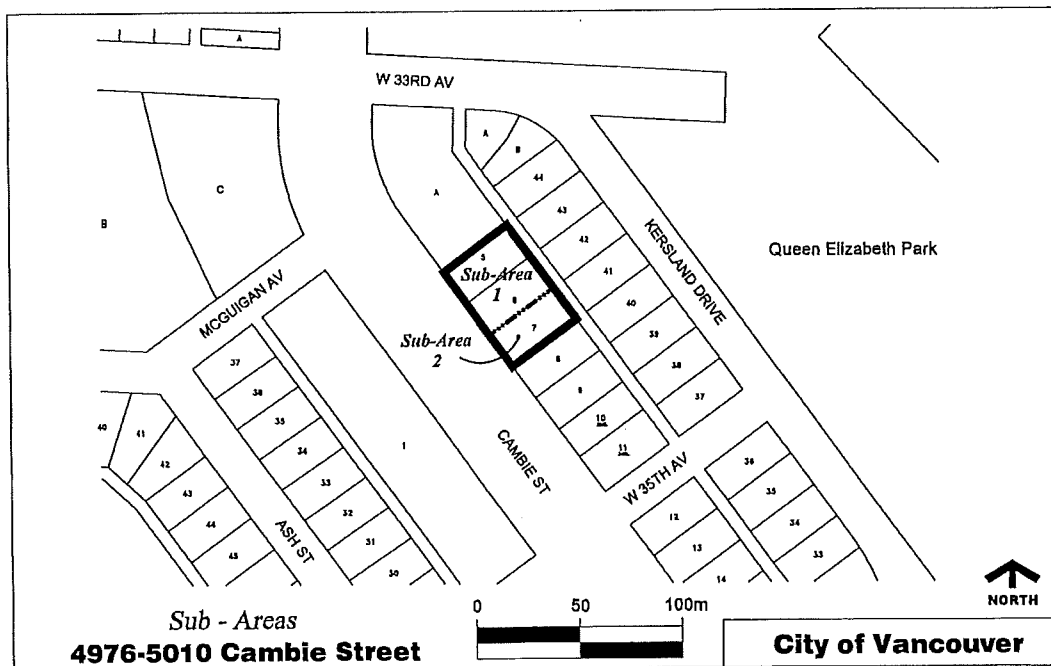 A
W 33RD AV
A
B
44
A
C
43
B
42
KERSLAND DRIVE
Queen Elizabeth Park
5
41
Sub-Area
1
6
40
MCGUIGAN AV
7
39
Sub-Area
2
37
8
38
36
9
37
40
41
35
10
1
11
42
34
CAMBIE ST
36
43
33
W 35TH AV
35
44
32
12
34
45
ASH ST
31
13
33
30
14
NORTH
Sub - Areas
0 50 100m
4976-5010 Cambie Street
City of Vancouver